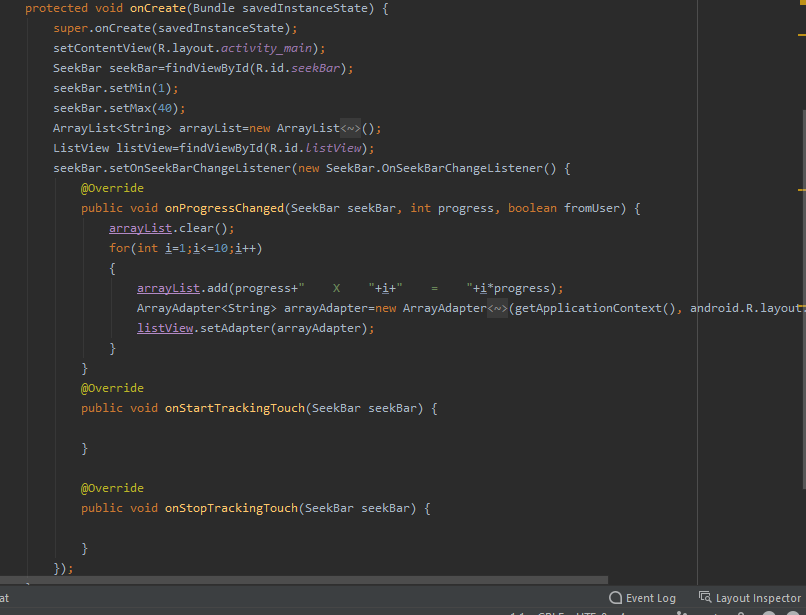 protected void onCreate(Bundle savedInstanceState) {
super.onCreate(savedInstanceState);
setContentView(R.layout.activity_main);
SeekBar seekBar=findViewById(R.id.seekBar);
seekBar.setMin(1);
seekBar.setMax(40);
ArrayList<String> arrayList=new ArrayList<~>();
ListView listView=findViewById(R.id.listView);
seekBar.setOnSeekBarChangeListener(new SeekBar.OnSeekBarChangeListener() {
@Override
public void onProgressChanged(SeekBar seekBar, int progress, boolean fromUser) {
arrayList.clear();
for(int i=1;i<=10;i++)
{
arrayList.add(progress+"    X    "+i+"    =    "+i*progress);
ArrayAdapter<String> arrayAdapter=new ArrayAdapter<~>(getApplicationContext(), android.R.layout
listView.setAdapter(arrayAdapter);
}
}
@Override
public void onStartTrackingTouch(SeekBar seekBar) {
}
@Override
public void onStopTrackingTouch(SeekBar seekBar) {
}
});
at Event Log Layout Inspector